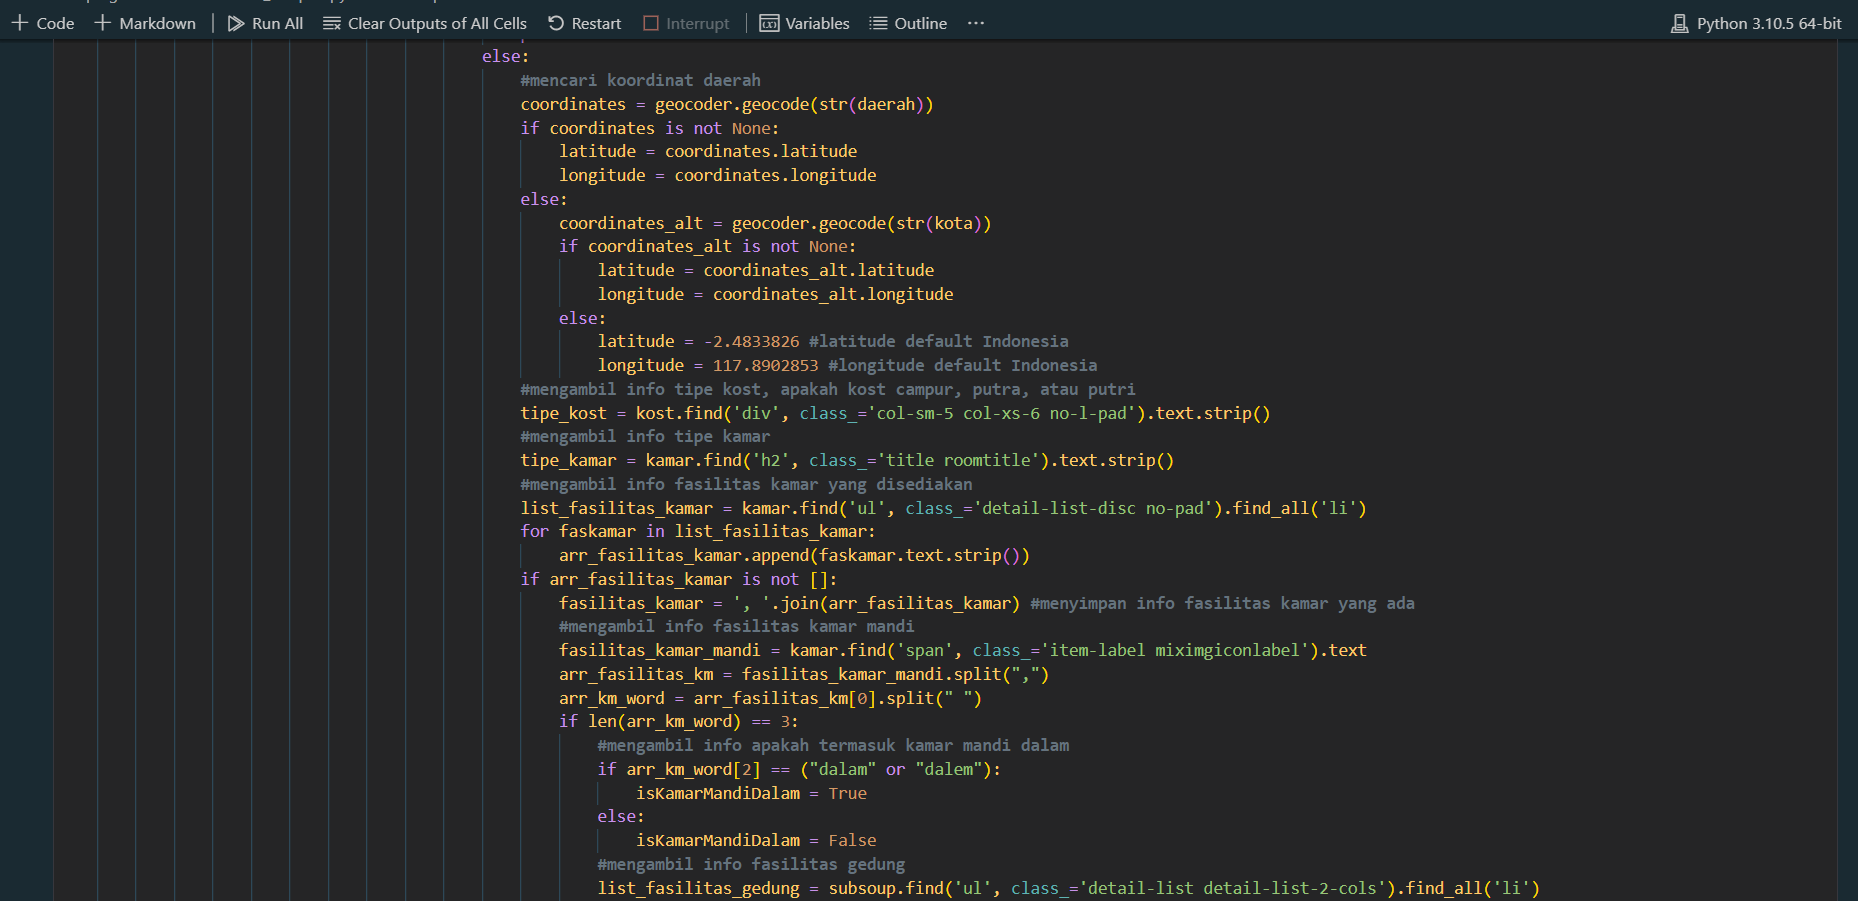 Code Markdown Run All Clear Outputs of All Cells Restart Interrupt Variables Outline ... Python 3.10.5 64-bit
else:
#mencari koordinat daerah
coordinates = geocoder.geocode(str(daerah))
if coordinates is not None:
latitude = coordinates.latitude
longitude = coordinates.longitude
else:
coordinates_alt = geocoder.geocode(str(kota))
if coordinates_alt is not None:
latitude = coordinates_alt.latitude
longitude = coordinates_alt.longitude
else:
latitude = -2.4833826 #latitude default Indonesia
longitude = 117.8902853 #longitude default Indonesia
#mengambil info tipe kost, apakah kost campur, putra, atau putri
tipe_kost = kost.find('div', class_='col-sm-5 col-xs-6 no-l-pad').text.strip()
#mengambil info tipe kamar
tipe_kamar = kamar.find('h2', class_='title roomtitle').text.strip()
#mengambil info fasilitas kamar yang disediakan
list_fasilitas_kamar = kamar.find('ul', class_='detail-list-disc no-pad').find_all('li')
for faskamar in list_fasilitas_kamar:
arr_fasilitas_kamar.append(faskamar.text.strip())
if arr_fasilitas_kamar is not []:
fasilitas_kamar = ', '.join(arr_fasilitas_kamar) #menyimpan info fasilitas kamar yang ada
#mengambil info fasilitas kamar mandi
fasilitas_kamar_mandi = kamar.find('span', class_='item-label miximgiconlabel').text
arr_fasilitas_km = fasilitas_kamar_mandi.split(",")
arr_km_word = arr_fasilitas_km[0].split(" ")
if len(arr_km_word) == 3:
#mengambil info apakah termasuk kamar mandi dalam
if arr_km_word[2] == ("dalam" or "dalem"):
isKamarMandiDalam = True
else:
isKamarMandiDalam = False
#mengambil info fasilitas gedung
list_fasilitas_gedung = subsoup.find('ul', class_='detail-list detail-list-2-cols').find_all('li')